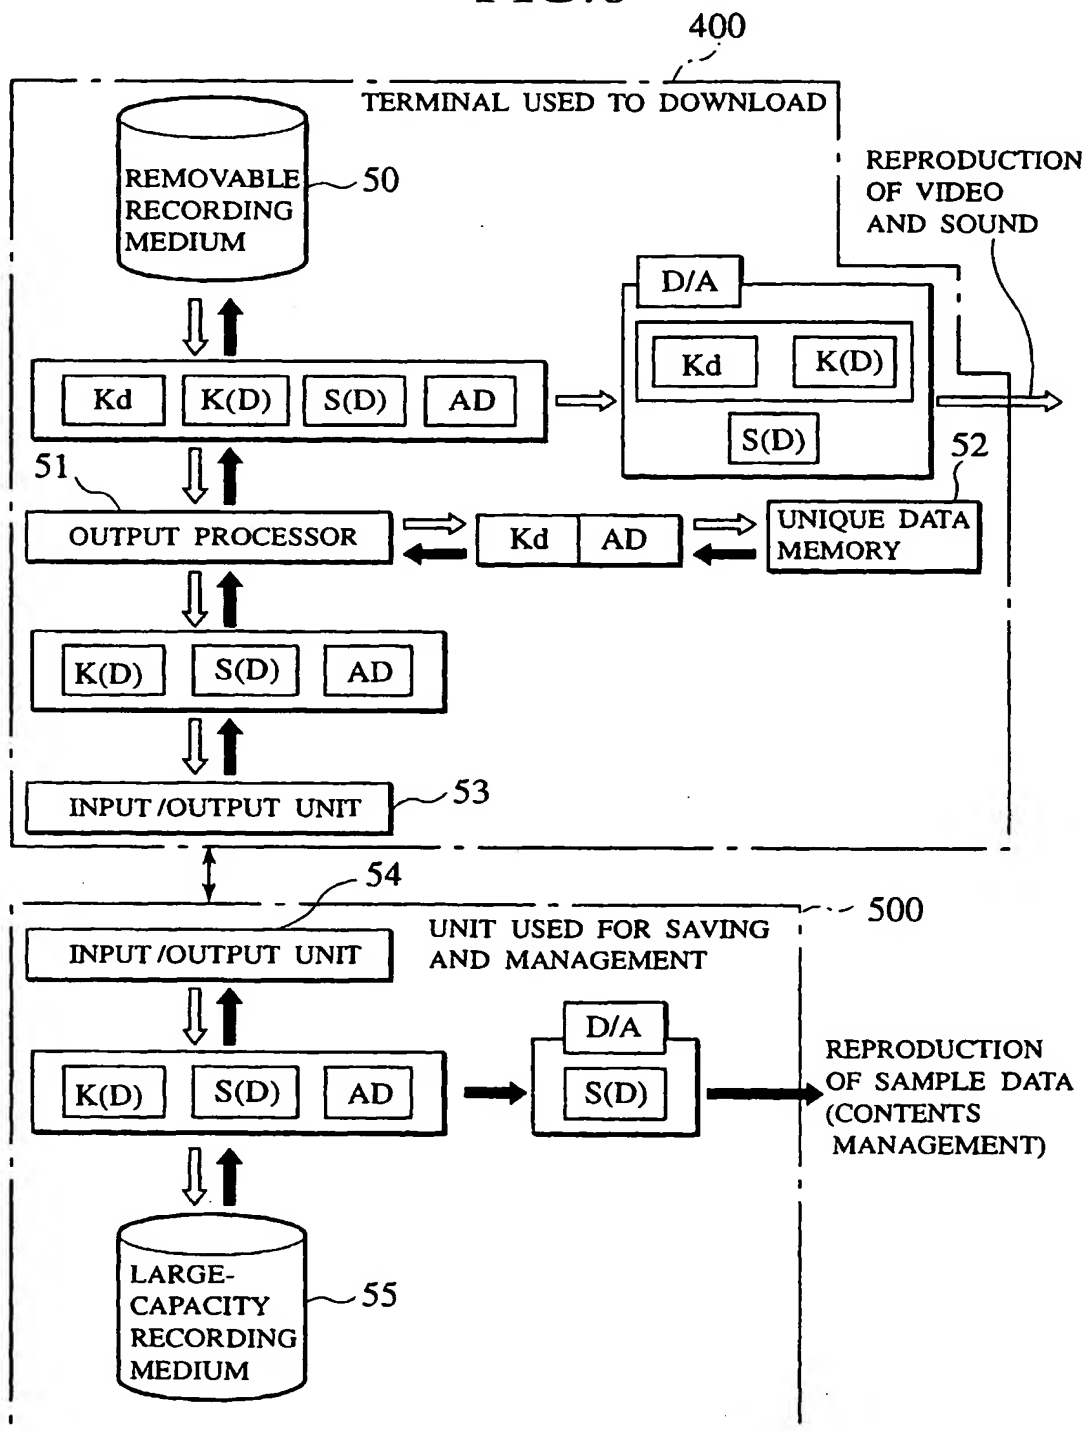 400
TERMINAL USED TO DOWNLOAD
REMOVABLE
RECORDING
MEDIUM
50
REPRODUCTION
OF VIDEO
AND SOUND
D/A
Kd K(D)
S(D)
Kd K(D) S(D) AD
51
52
OUTPUT PROCESSOR
Kd AD
UNIQUE DATA
MEMORY
K(D) S(D) AD
INPUT/OUTPUT UNIT
53
54
500
INPUT/OUTPUT UNIT
UNIT USED FOR SAVING
AND MANAGEMENT
D/A
S(D)
K(D) S(D) AD
REPRODUCTION
OF SAMPLE DATA
(CONTENTS
MANAGEMENT)
LARGE-
CAPACITY
RECORDING
MEDIUM
55